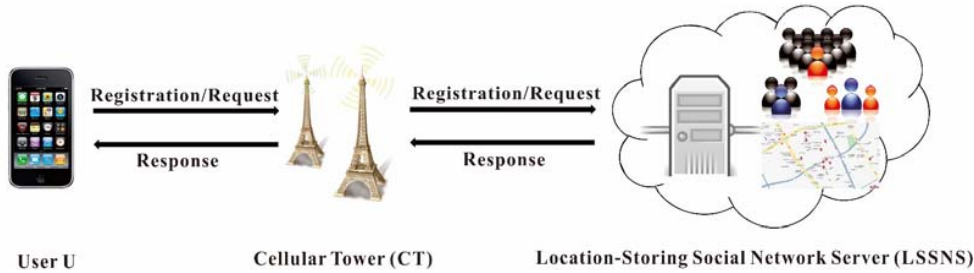 Registration/Request
Response
Registration/Request
Response
User U
Cellular Tower (CT)
Location-Storing Social Network Server (LSSNS)